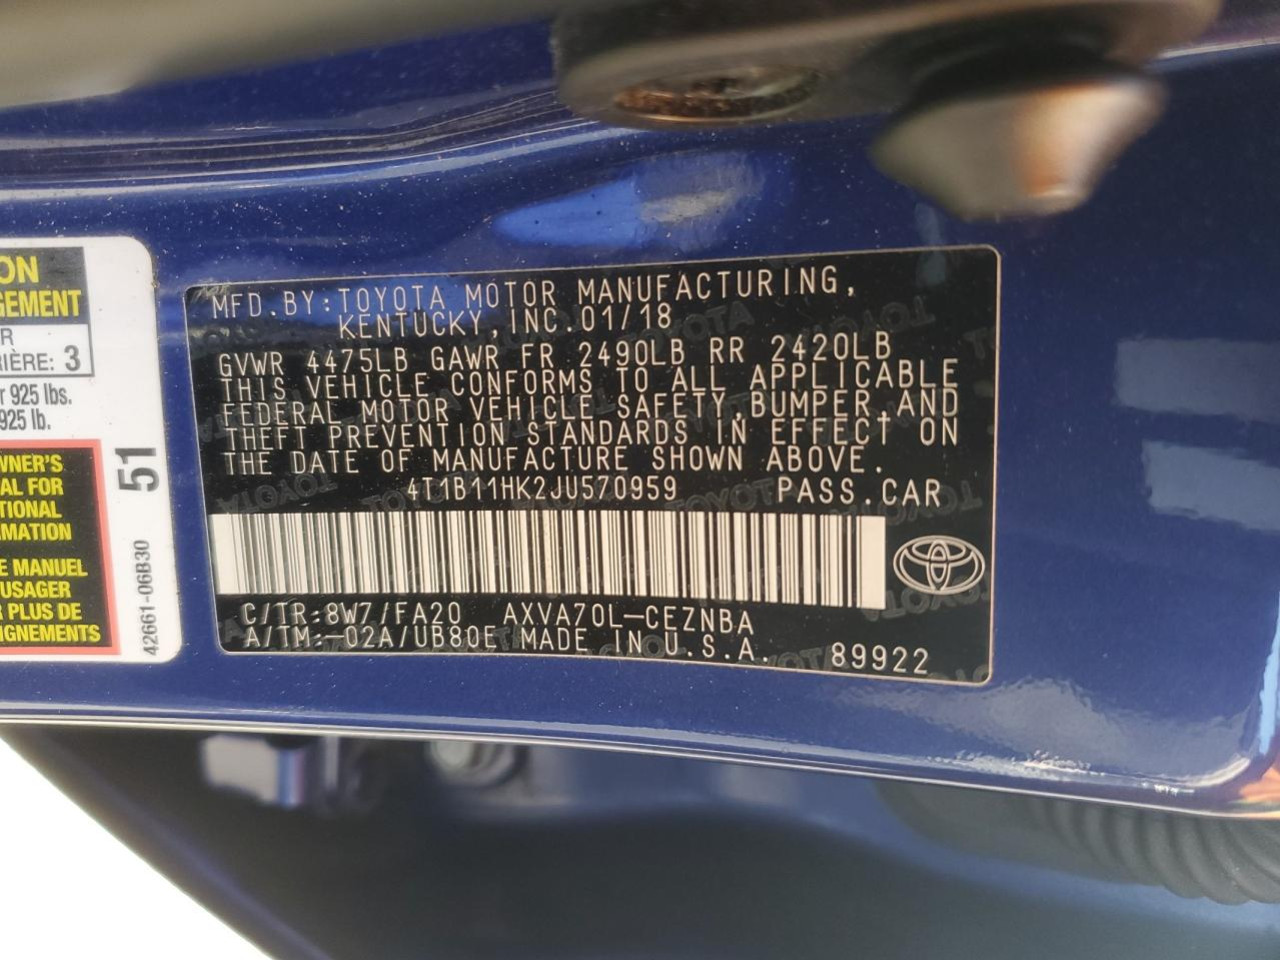 ON
GEMENT
R
IÈRE: 3
r 925 lbs.
925 lb.
WNER'S
AL FOR
TIONAL
MATION
E MANUEL
USAGER
R PLUS DE
IGNEMENTS
51
42661-06B30
MFD.BY:TOYOTA MOTOR MANUFACTURING,
KENTUCKY,INC.01/18
GVWR 4475LB GAWR FR 2490LB RR 2420LB
THIS VEHICLE CONFORMS TO ALL APPLICABLE
FEDERAL MOTOR VEHICLE SAFETY,BUMPER,AND
THEFT PREVENTION STANDARDS IN EFFECT ON
THE DATE OF MANUFACTURE SHOWN ABOVE.
4T1B11HK2JU570959 PASS.CAR
C/TR:8W7/FA20 AXVA70L-CEZNBA
A/TM:-02A/UB80E MADE IN U.S.A. 89922